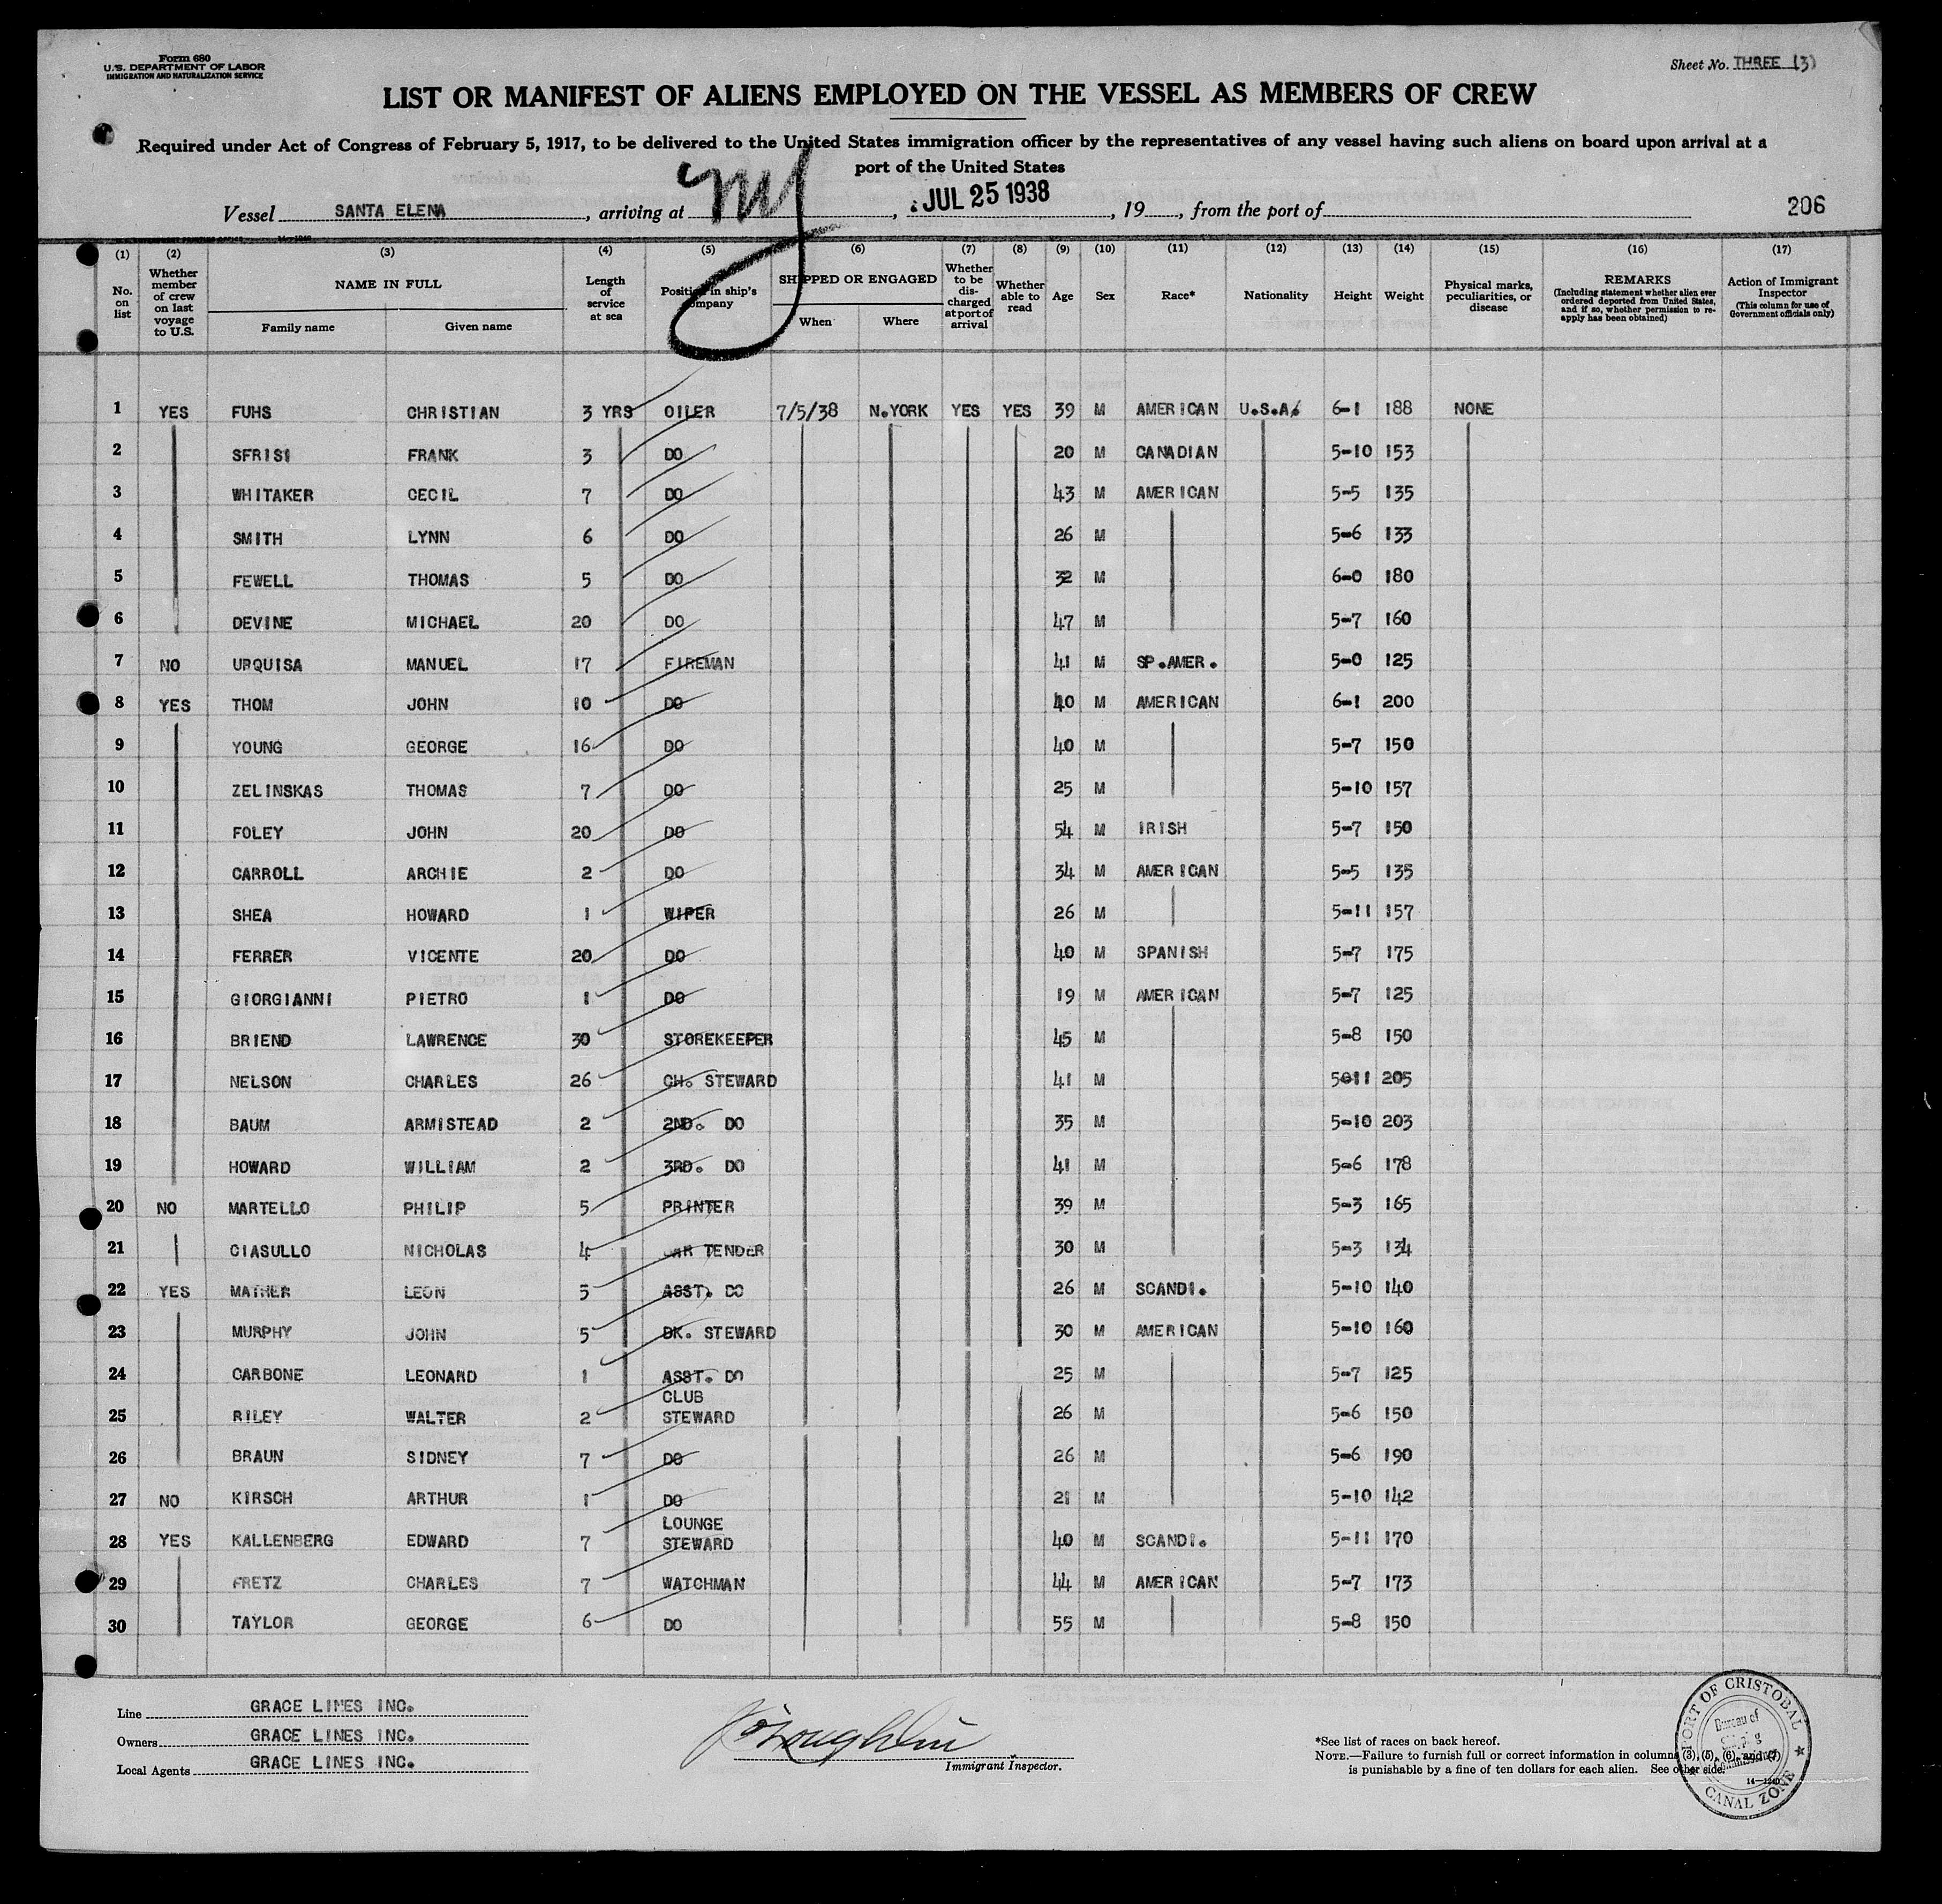 Form 680
U.S. DEPARTMENT OF LABOR
IMMIGRATION AND NATURALIZATION SERVICE
Sheet No. THREE (3)
LIST OR MANIFEST OF ALIENS EMPLOYED ON THE VESSEL AS MEMBERS OF CREW
Required under Act of Congress of February 5, 1917, to be delivered to the United States immigration officer by the representatives of any vessel having such aliens on board upon arrival at a
port of the United States
Vessel SANTA ELENA, arriving at NY, JUL 25 1938, 19, from the port of 206
(1) (2) (3) (4) (5) (6) (7) (8) (9) (10) (11) (12) (13) (14) (15) (16) (17)
No. on list
Whether member of crew on last voyage to U.S.
NAME IN FULL
Family name
Given name
Length of service at sea
Position in ship's company
SHIPPED OR ENGAGED
When
Where
Whether to be discharged at port of arrival
Whether able to read
Age
Sex
Race*
Nationality
Height
Weight
Physical marks, peculiarities, or disease
REMARKS
(Including statement whether alien ever ordered deported from United States, and if so, whether permission to reapply has been obtained)
Action of Immigrant Inspector
(This column for use of Government officials only)
1 YES FUHS CHRISTIAN 3 YRS OILER 7/5/38 N.YORK YES YES 39 M AMERICAN U.S.A. 6-1 188 NONE
2 SFRISI FRANK 3 DO 20 M CANADIAN 5-10 153
3 WHITAKER CECIL 7 DO 43 M AMERICAN 5-5 135
4 SMITH LYNN 6 DO 26 M 5-6 133
5 FEWELL THOMAS 5 DO 32 M 6-0 180
6 DEVINE MICHAEL 20 DO 47 M 5-7 160
7 NO URQUISA MANUEL 17 FIREMAN 41 M SP.AMER. 5-0 125
8 YES THOM JOHN 10 DO 40 M AMERICAN 6-1 200
9 YOUNG GEORGE 16 DO 40 M 5-7 150
10 ZELINSKAS THOMAS 7 DO 25 M 5-10 157
11 FOLEY JOHN 20 DO 54 M IRISH 5-7 150
12 CARROLL ARCHIE 2 DO 34 M AMERICAN 5-5 135
13 SHEA HOWARD 1 WIPER 26 M 5-11 157
14 FERRER VICENTE 20 DO 40 M SPANISH 5-7 175
15 GIORGIANNI PIETRO 1 DO 19 M AMERICAN 5-7 125
16 BRIEND LAWRENCE 30 STOREKEEPER 45 M 5-8 150
17 NELSON CHARLES 26 CH. STEWARD 41 M 5-11 205
18 BAUM ARMISTEAD 2 2ND. DO 35 M 5-10 203
19 HOWARD WILLIAM 2 3RD. DO 41 M 5-6 178
20 NO MARTELLO PHILIP 5 PRINTER 39 M 5-3 165
21 CIASULLO NICHOLAS 4 BAR TENDER 30 M 5-3 134
22 YES MATHER LEON 5 ASST. DO 26 M SCANDI. 5-10 140
23 MURPHY JOHN 5 DK. STEWARD 30 M AMERICAN 5-10 160
24 CARBONE LEONARD 1 ASST. DO 25 M 5-7 125
25 RILEY WALTER 2 CLUB STEWARD 26 M 5-6 150
26 BRAUN SIDNEY 7 DO 26 M 5-6 190
27 NO KIRSCH ARTHUR 1 DO 21 M 5-10 142
28 YES KALLENBERG EDWARD 7 LOUNGE STEWARD 40 M SCANDI. 5-11 170
29 FRETZ CHARLES 7 WATCHMAN 44 M AMERICAN 5-7 173
30 TAYLOR GEORGE 6 DO 55 M 5-8 150
Line GRACE LINES INC.
Owners GRACE LINES INC.
Local Agents GRACE LINES INC.
Immigrant Inspector.
*See list of races on back hereof.
NOTE.—Failure to furnish full or correct information in columns (3), (5), (6), and (7)
is punishable by a fine of ten dollars for each alien. See other side.
14—1240
PORT OF CRISTOBAL
Bureau of
CANAL ZONE